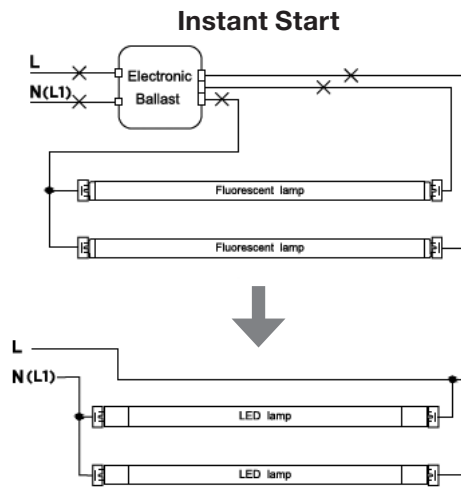 Instant Start
L
Electronic
N(L1)
Ballast
Fluorescent lamp
Fluorescent lamp
L
N(L1)
LED lamp
LED lamp